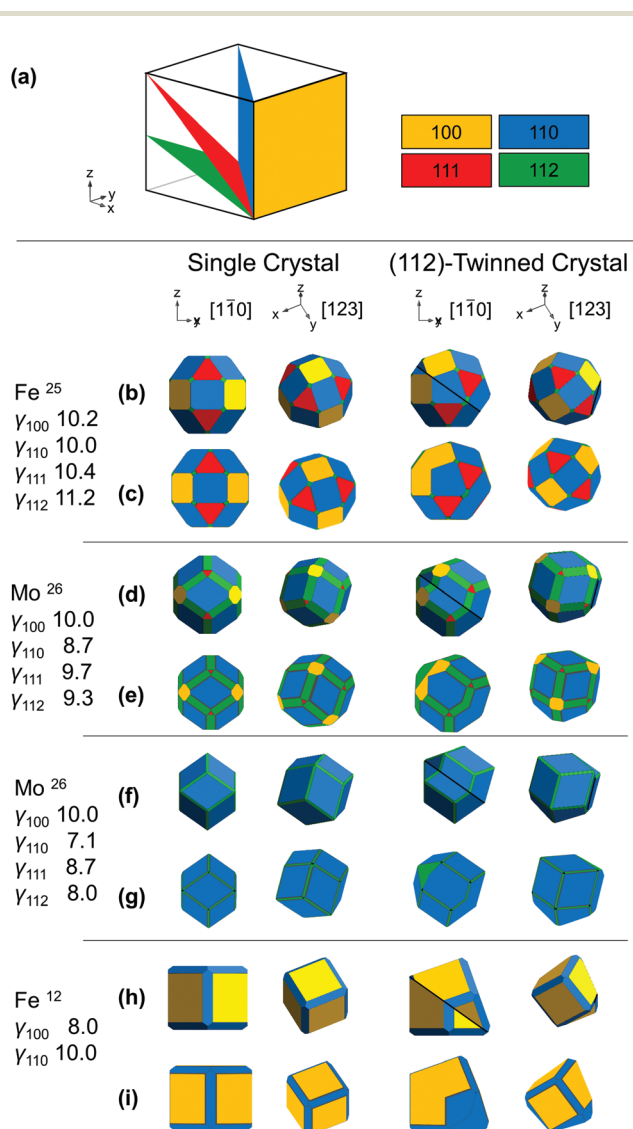 (a)
z
y
x
100 110
111 112
Single Crystal (112)-Twinned Crystal
z [11̄0] z [123] z [11̄0] z [123]
x y x y
Fe 25
γ100 10.2
γ110 10.0
γ111 10.4
γ112 11.2
(b)
(c)
Mo 26
γ100 10.0
γ110 8.7
γ111 9.7
γ112 9.3
(d)
(e)
Mo 26
γ100 10.0
γ110 7.1
γ111 8.7
γ112 8.0
(f)
(g)
Fe 12
γ100 8.0
γ110 10.0
(h)
(i)